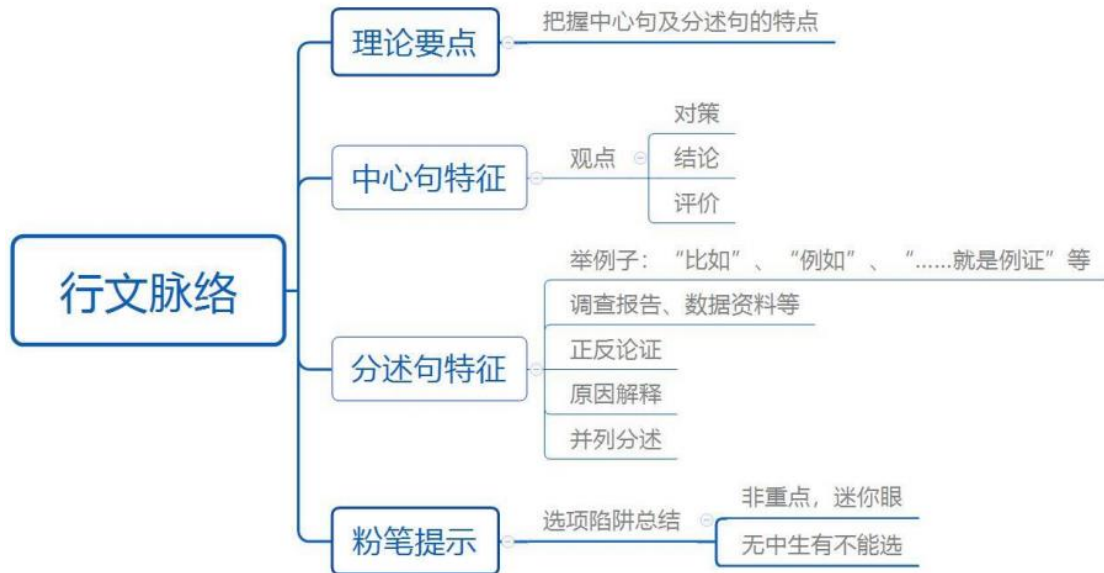 行文脉络
理论要点
把握中心句及分述句的特点
中心句特征
观点
对策
结论
评价
分述句特征
举例子：“比如”、“例如”、“……就是例证”等
调查报告、数据资料等
正反论证
原因解释
并列分述
粉笔提示
选项陷阱总结
非重点，迷你眼
无中生有不能选